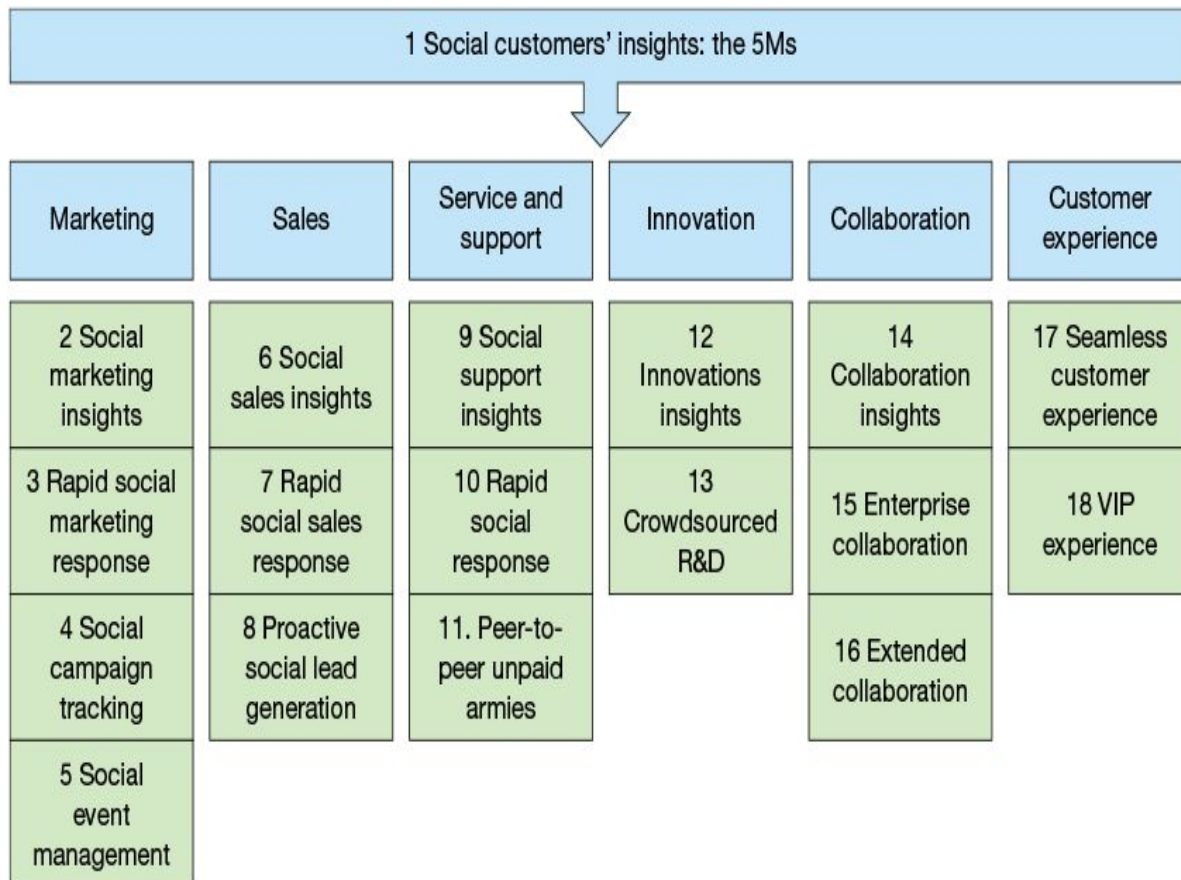 1 Social customers’ insights: the 5Ms
Marketing
Sales
Service and
support
Innovation
Collaboration
Customer
experience
2 Social
marketing
insights
3 Rapid social
marketing
response
4 Social
campaign
tracking
5 Social
event
management
6 Social
sales insights
7 Rapid
social sales
response
8 Proactive
social lead
generation
9 Social
support
insights
10 Rapid
social
response
11. Peer-to-
peer unpaid
armies
12
Innovations
insights
13
Crowdsourced
R&D
14
Collaboration
insights
15 Enterprise
collaboration
16 Extended
collaboration
17 Seamless
customer
experience
18 VIP
experience